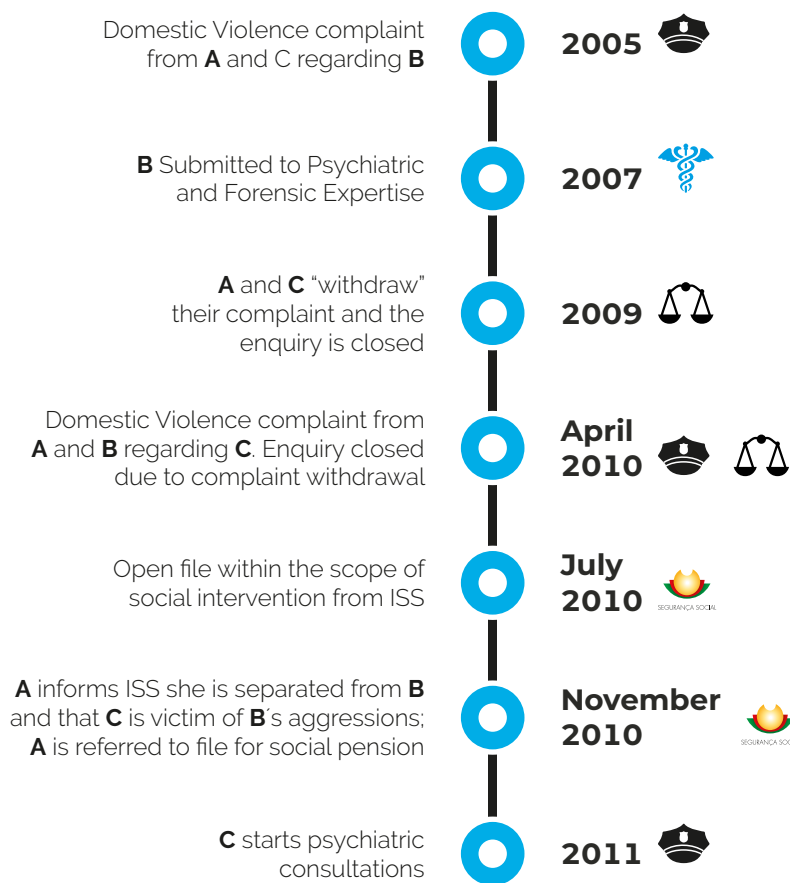 Domestic Violence complaint
from A and C regarding B
2005
B Submitted to Psychiatric
and Forensic Expertise
2007
A and C “withdraw”
their complaint and the
enquiry is closed
2009
Domestic Violence complaint from
A and B regarding C. Enquiry closed
due to complaint withdrawal
April
2010
Open file within the scope of
social intervention from ISS
July
2010
SEGURANÇA SOCIAL
A informs ISS she is separated from B
and that C is victim of B´s aggressions;
A is referred to file for social pension
November
2010
SEGURANÇA SOC
C starts psychiatric
consultations
2011